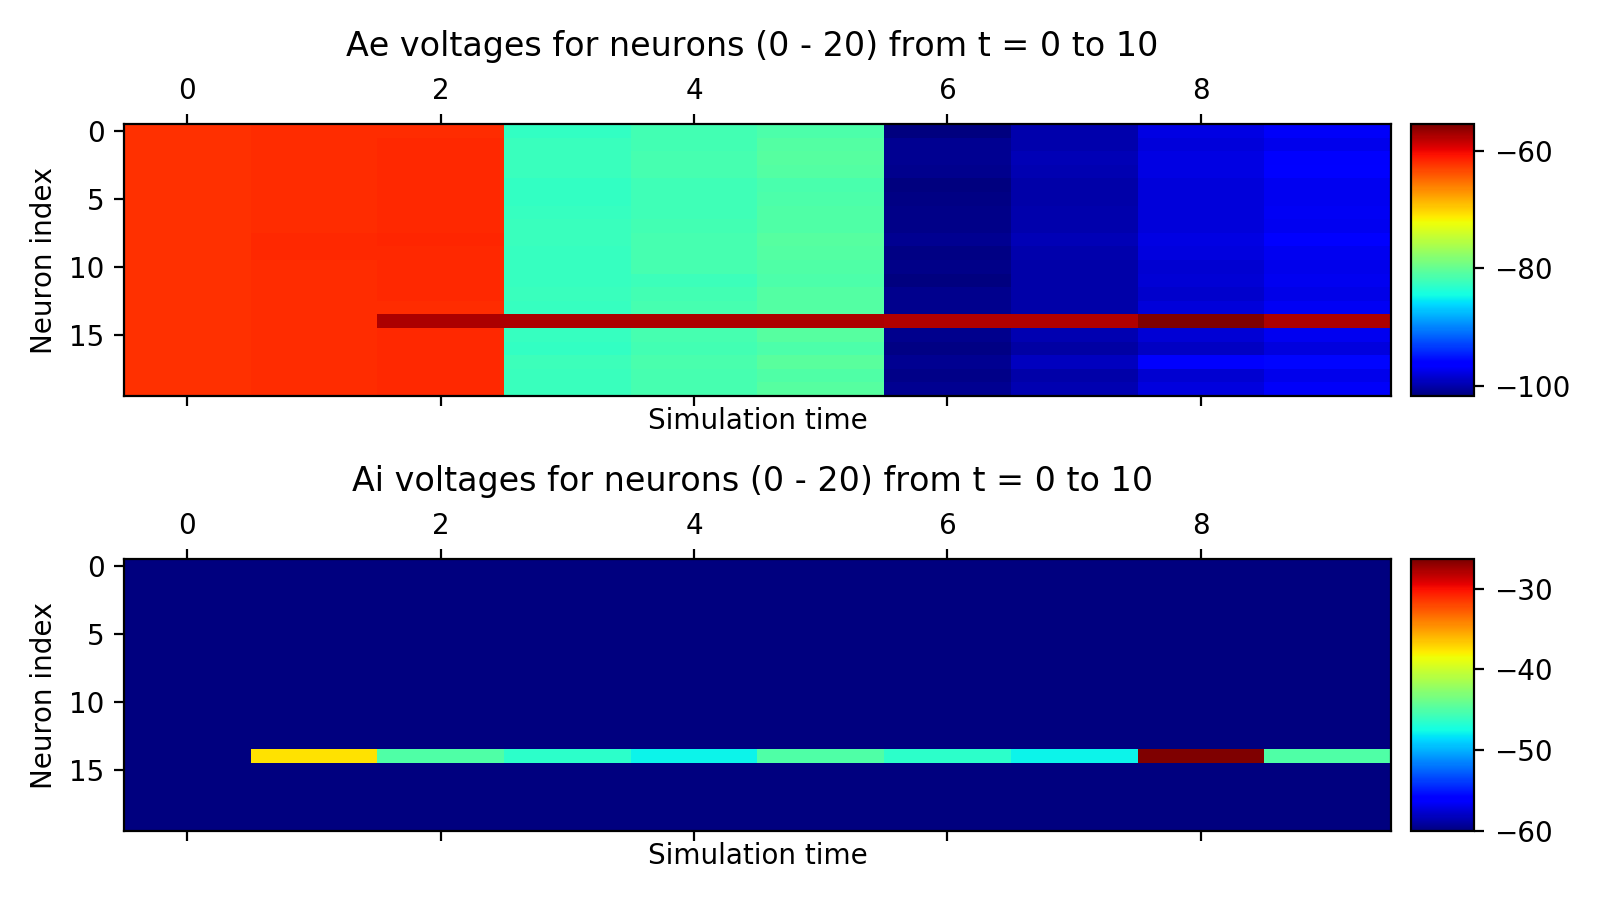 Ae voltages for neurons (0 - 20) from t = 0 to 10
0 2 4 6 8
0
5
10
15
Neuron index
−60
−80
−100
Simulation time
Ai voltages for neurons (0 - 20) from t = 0 to 10
0 2 4 6 8
0
5
10
15
Neuron index
−30
−40
−50
−60
Simulation time